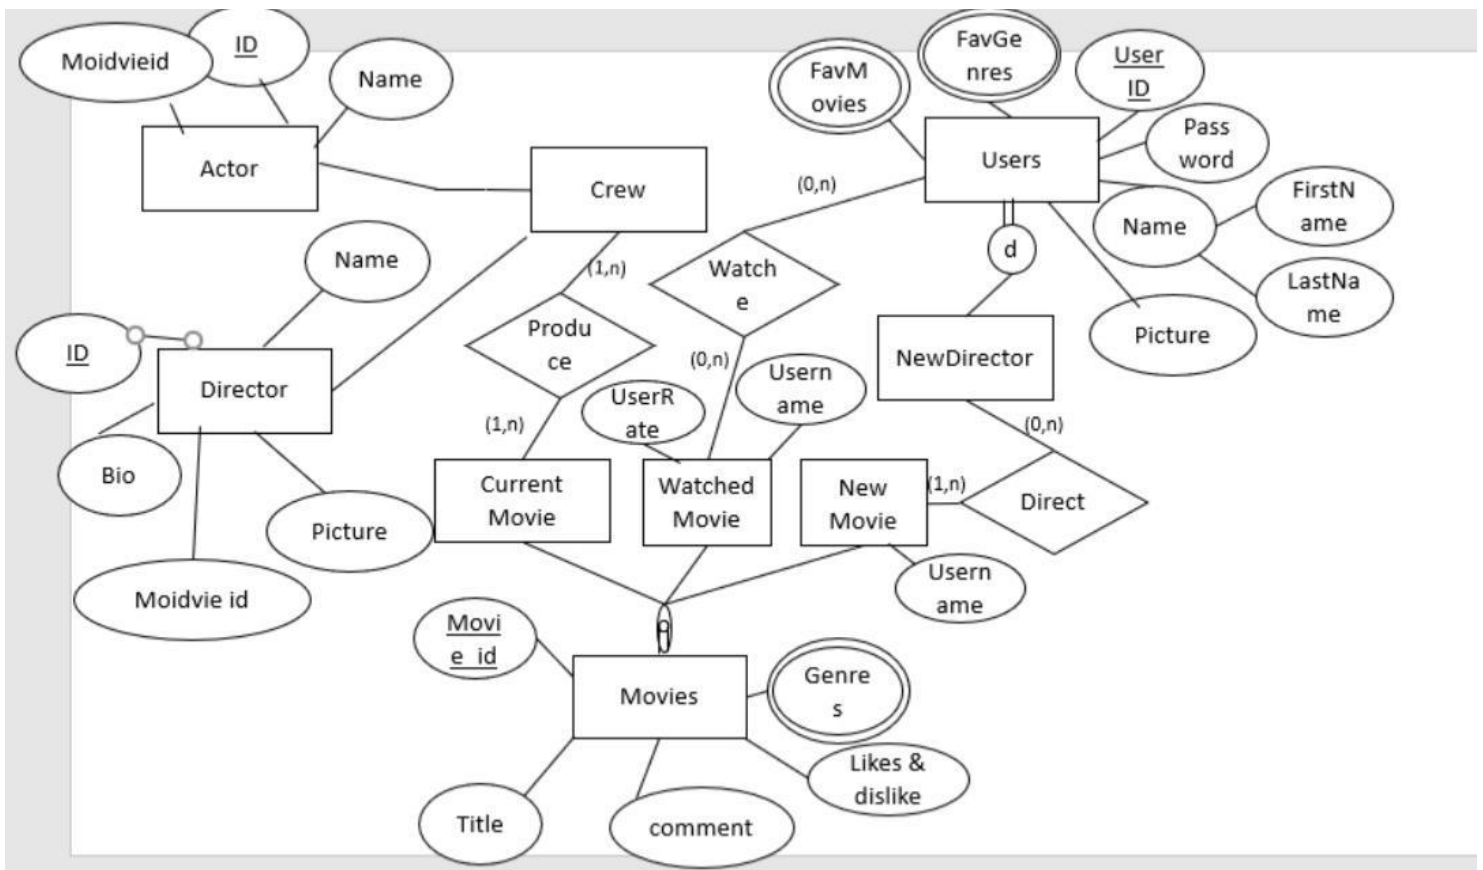 Moidvieid
ID
Name
Actor
Crew
FavM
ovies
FavGe
nres
User
ID
Pass
word
Users
Name
FirstN
ame
LastNa
me
Picture
d
NewDirector
(0,n)
Watch
e
(0,n)
(1,n)
Produ
ce
(1,n)
Name
ID
Director
Bio
Picture
Moidvie id
UserR
ate
Usern
ame
Current
Movie
Watched
Movie
New
Movie
(0,n)
(1,n)
Direct
Usern
ame
Movi
e_id
Movies
Genre
s
Likes &
dislike
Title
comment